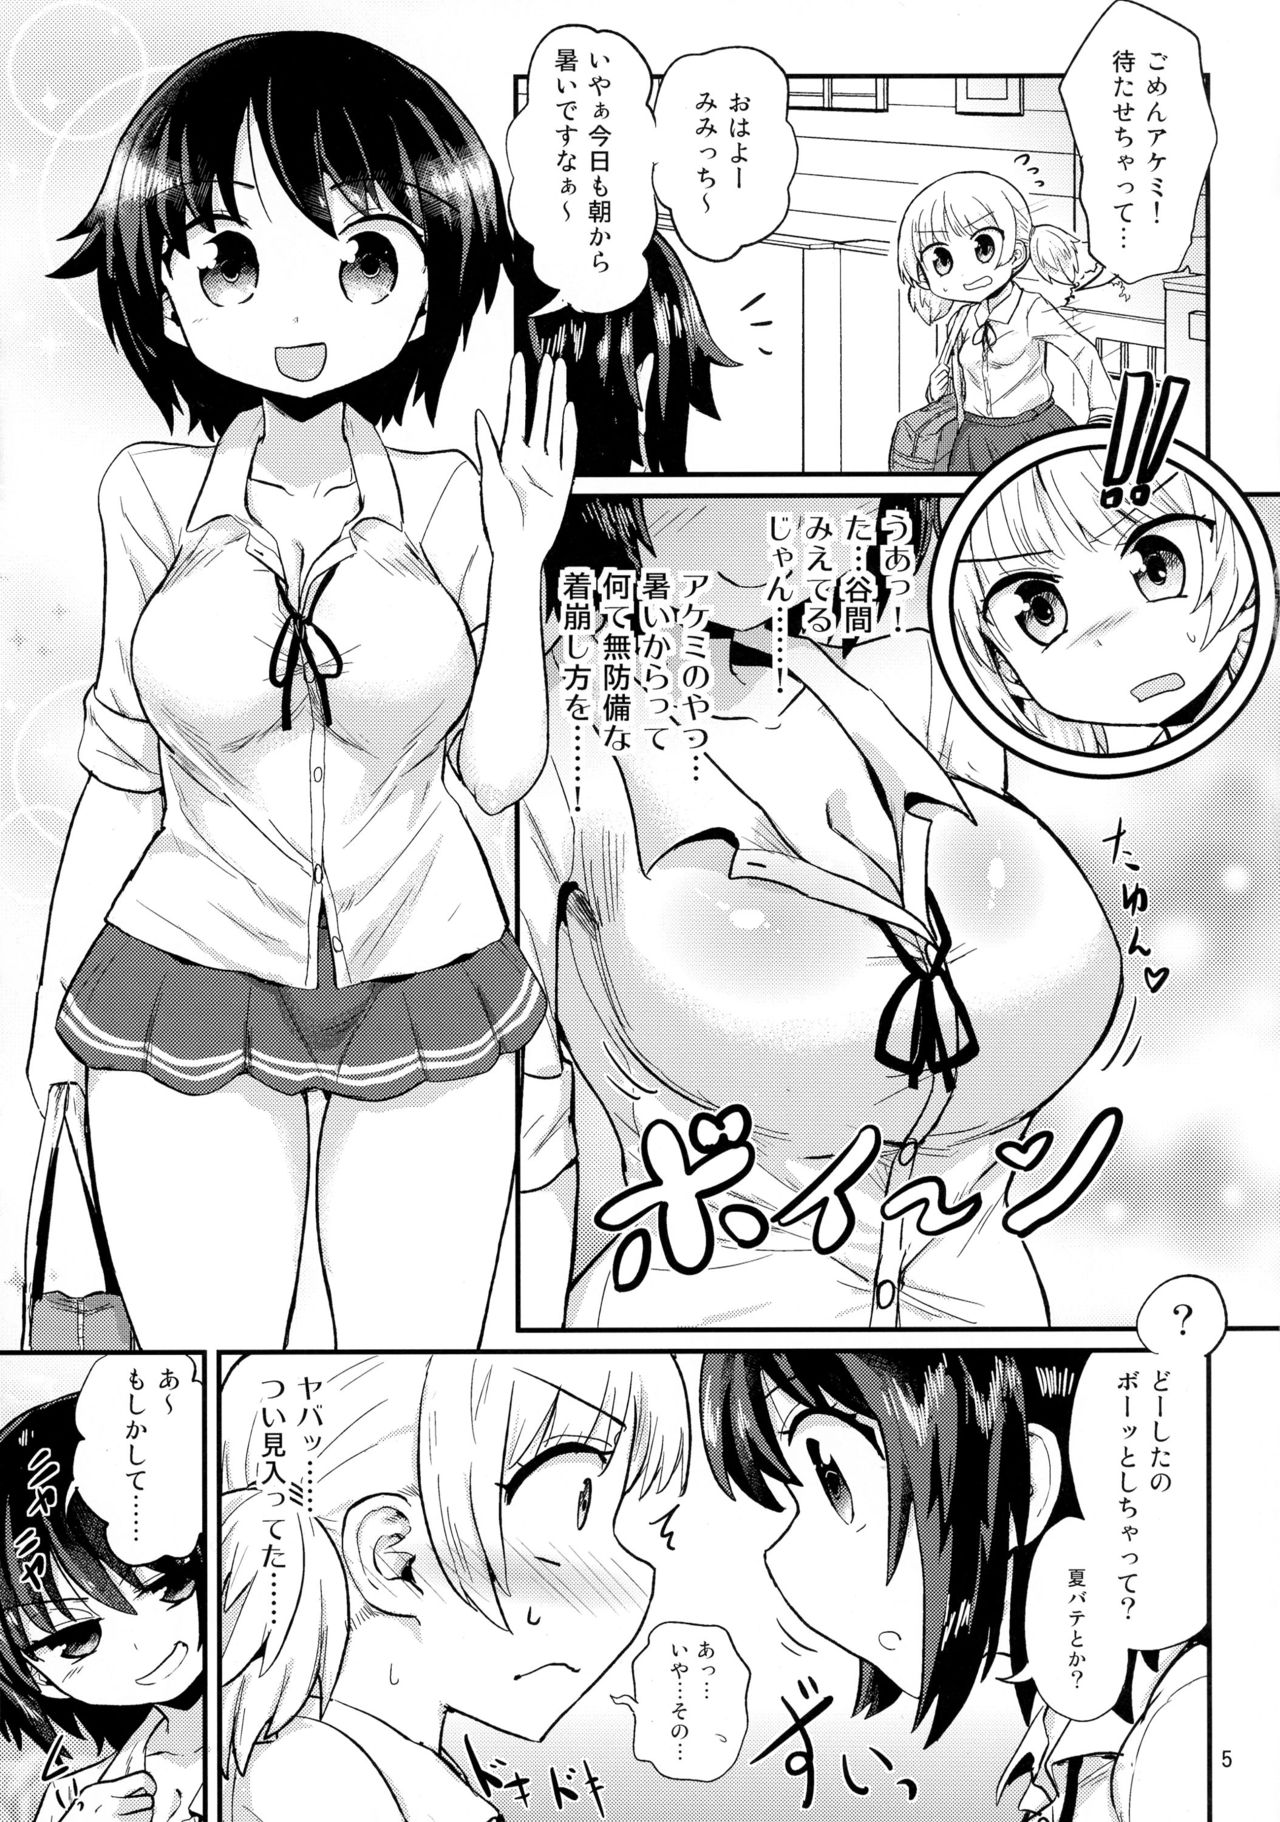 ごめんアケミ！
待たせちゃって…
おはよー
みみっち～
いやぁ今日も朝から
暑いですなぁ～
!!
うあっ！
た…谷間
みえてる
じゃん………！
アケミのやつ…
暑いからって
何て無防備な
着崩し方を……！
たゆん♡
ボイ～ン♡
？
どーしたの
ボーッとしちゃって？
夏バテとか？
ずいっ
あっ…
いや…その…
ドキドキ
ヤバッ……
つい見入ってた……
あ～
もしかして……
ニヤニヤ
ぐいっ
5